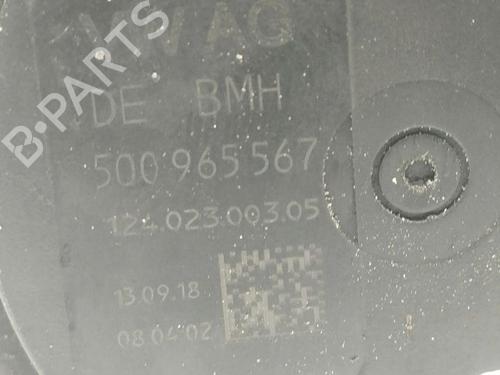 VW AG
DE BMH
5Q0 965 567
124.023.003.05
13.09.18
08.04.02
B-PARTS